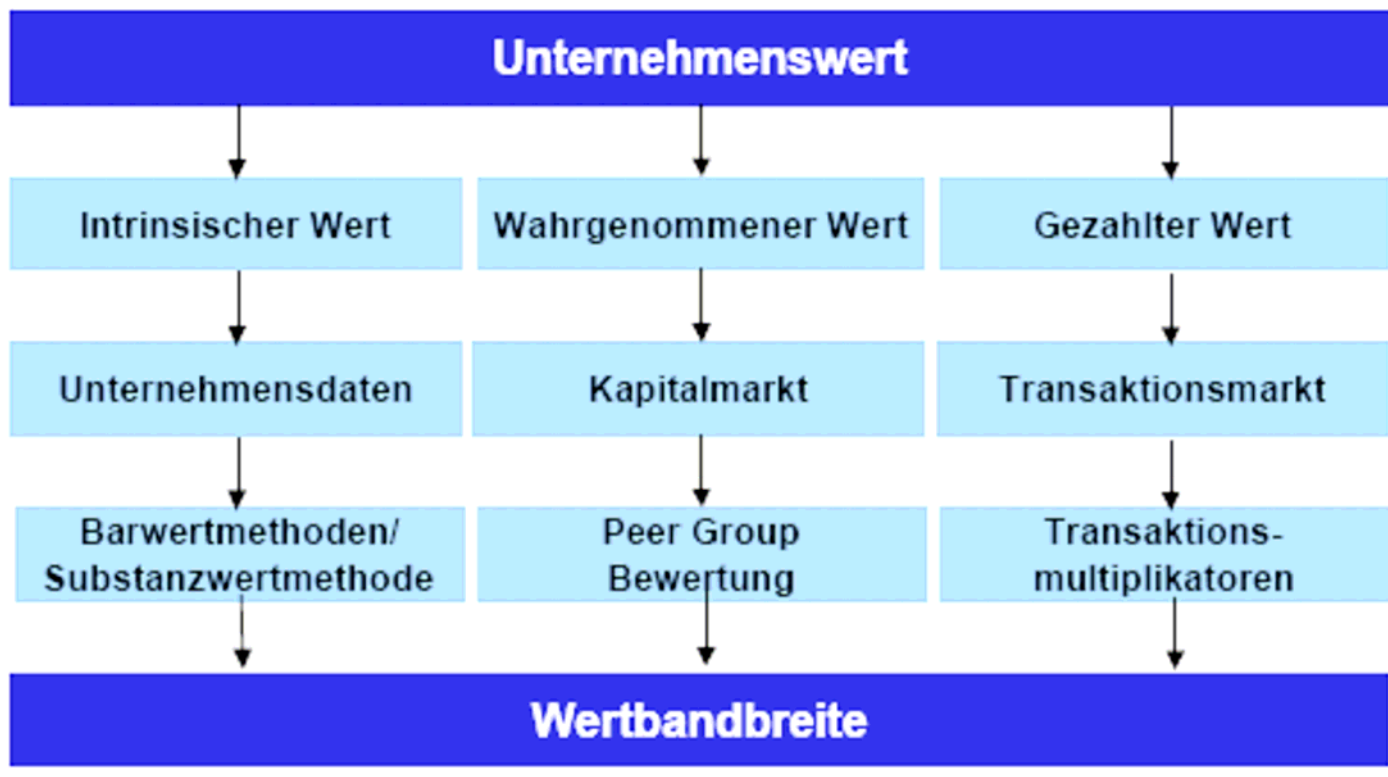 Unternehmenswert
Intrinsischer Wert
Wahrgenommener Wert
Gezahlter Wert
Unternehmensdaten
Kapitalmarkt
Transaktionsmarkt
Barwertmethoden/
Substanzwertmethode
Peer Group
Bewertung
Transaktions-
multiplikatoren
Wertbandbreite